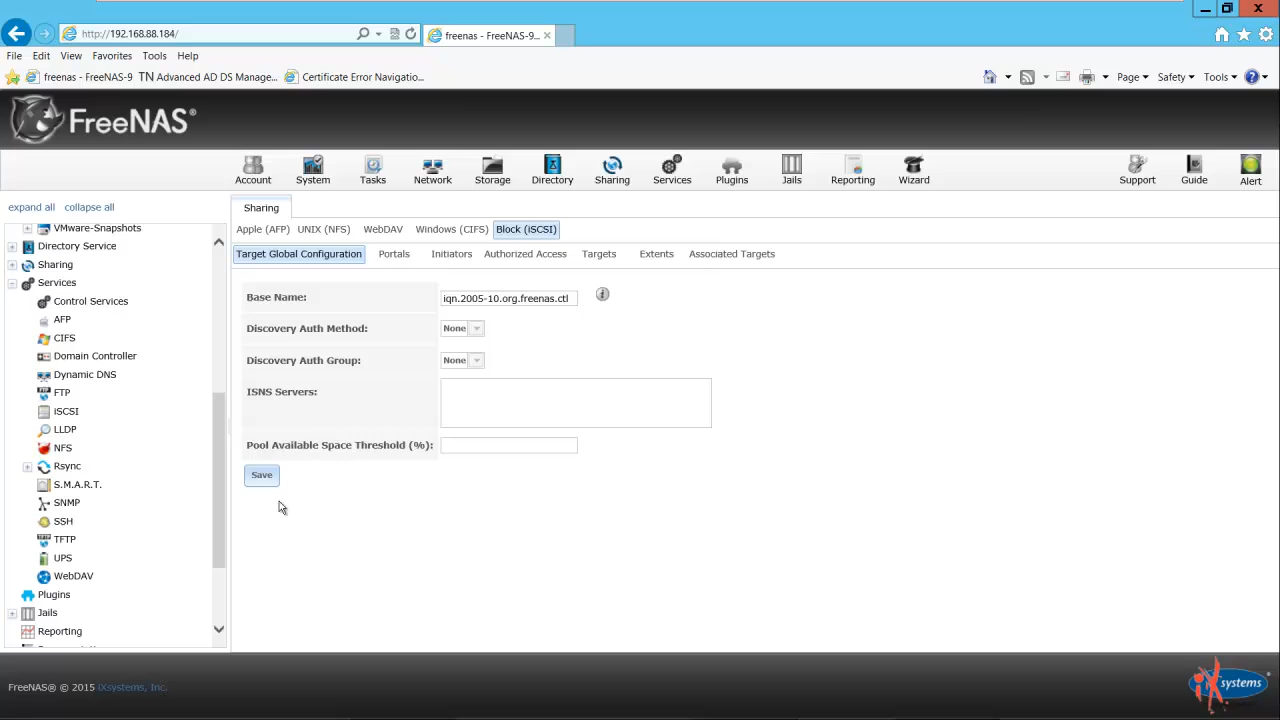 http://192.168.88.184/
freenas - FreeNAS-9...
File Edit View Favorites Tools Help
freenas - FreeNAS-9 TN Advanced AD DS Manage... Certificate Error Navigatio...
Page Safety Tools
FreeNAS®
Account System Tasks Network Storage Directory Sharing Services Plugins Jails Reporting Wizard Support Guide Alert
expand all collapse all
Sharing
Apple (AFP) UNIX (NFS) WebDAV Windows (CIFS) Block (iSCSI)
Target Global Configuration Portals Initiators Authorized Access Targets Extents Associated Targets
VMware-Snapshots
Directory Service
Sharing
Services
Control Services
AFP
CIFS
Domain Controller
Dynamic DNS
FTP
iSCSI
LLDP
NFS
Rsync
S.M.A.R.T.
SNMP
SSH
TFTP
UPS
WebDAV
Plugins
Jails
Reporting
Base Name: iqn.2005-10.org.freenas.ctl
Discovery Auth Method: None
Discovery Auth Group: None
ISNS Servers:
Pool Available Space Threshold (%):
Save
FreeNAS® © 2015 iXsystems, Inc.
iXsystems